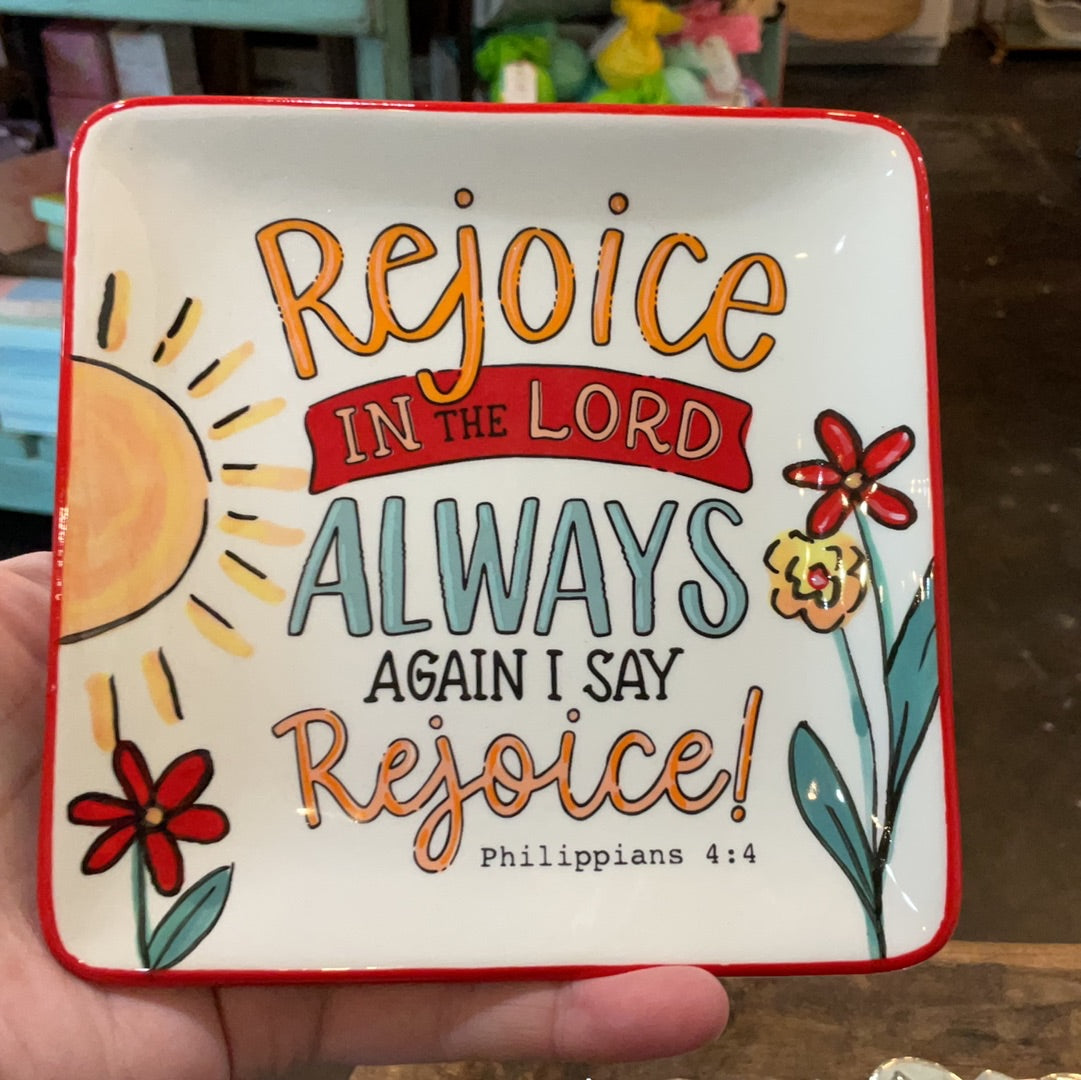 Rejoice
IN THE LORD
ALWAYS
AGAIN I SAY
Rejoice!
Philippians 4:4